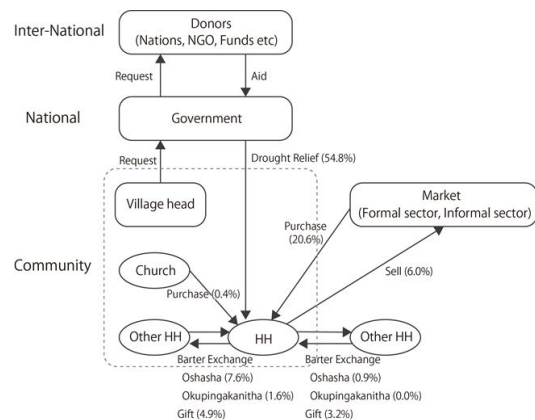 Inter-National
Donors
(Nations, NGO, Funds etc)
Request
Aid
National
Government
Request
Drought Relief (54.8%)
Village head
Market
(Formal sector, Informal sector)
Purchase
(20.6%)
Community
Church
Sell (6.0%)
Purchase (0.4%)
Other HH
HH
Other HH
Barter Exchange
Oshasha (7.6%)
Okupingakanitha (1.6%)
Gift (4.9%)
Barter Exchange
Oshasha (0.9%)
Okupingakanitha (0.0%)
Gift (3.2%)